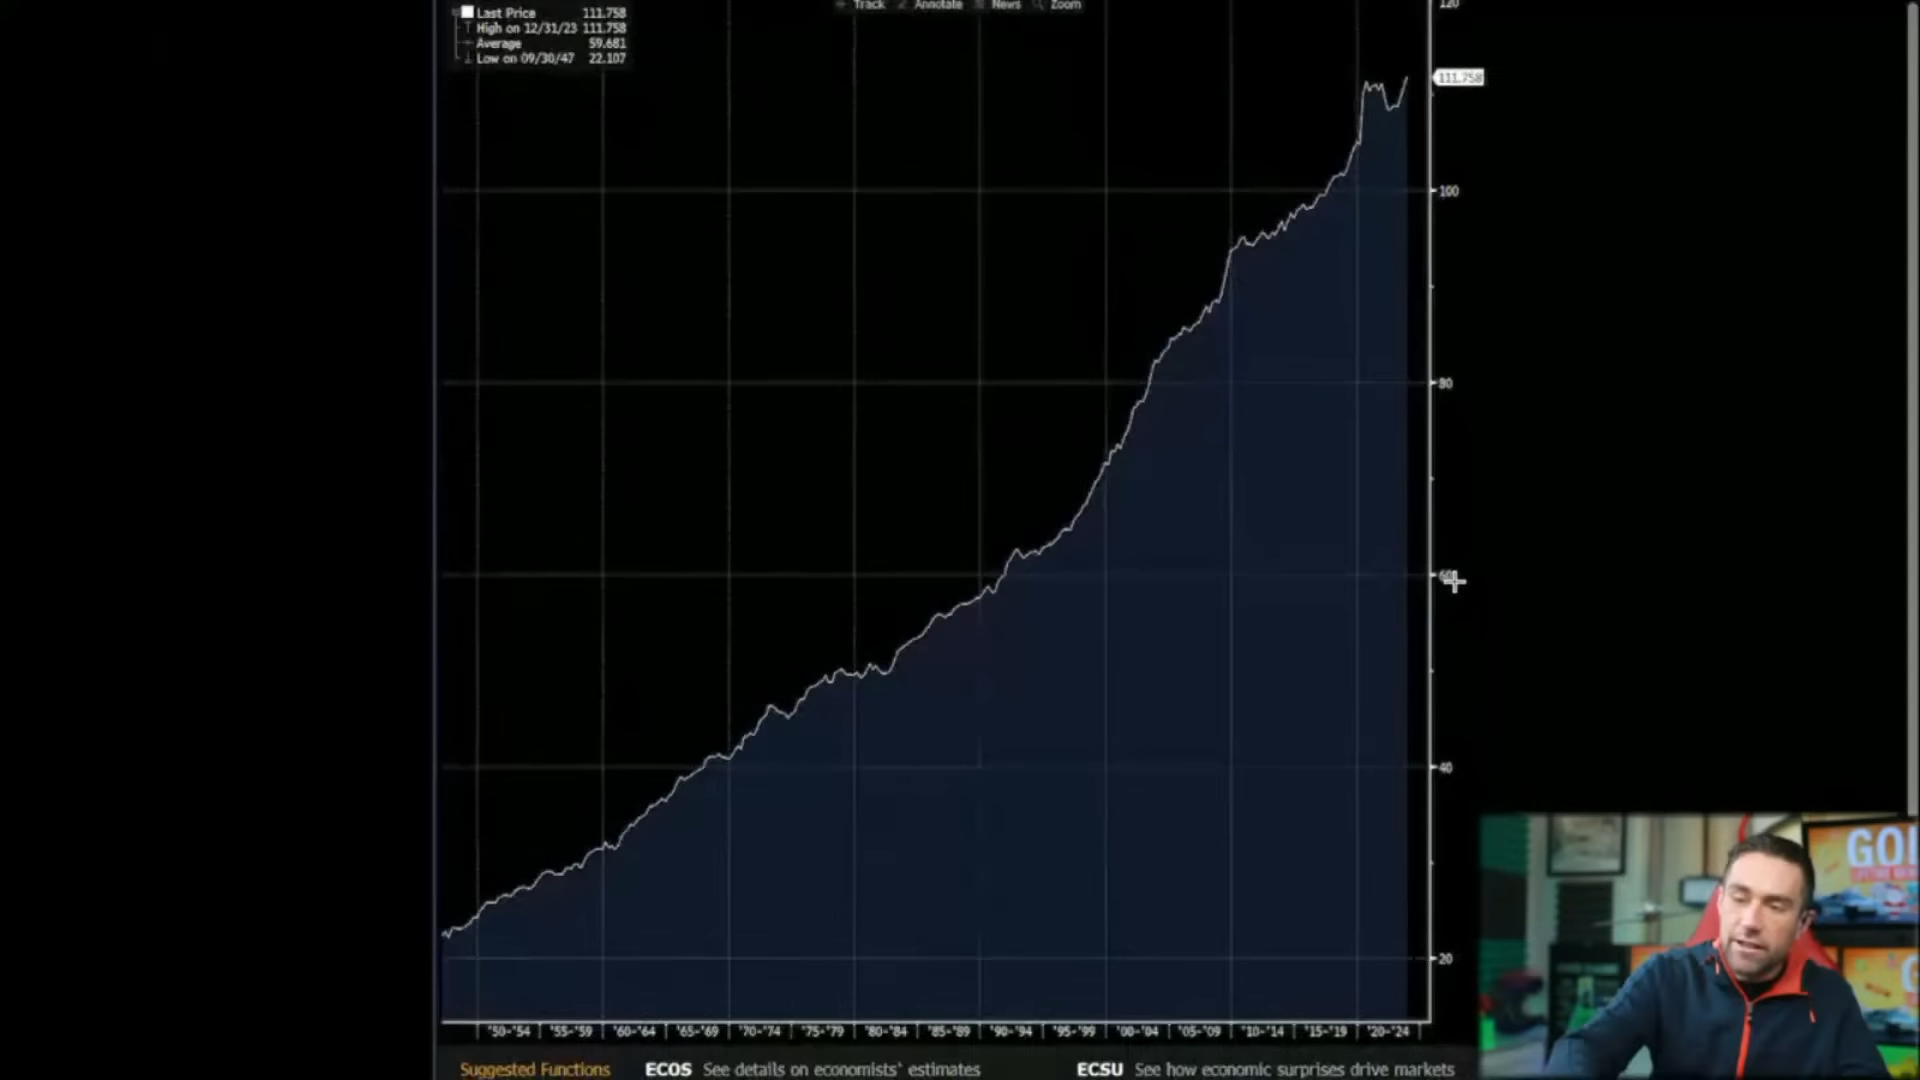 120
Track Annotate News Zoom
Last Price 111.758
High on 12/31/23 111.758
Average 59.681
Low on 09/30/47 22.107
111.758
100
80
60
40
20
'50-'54 '55-'59 '60-'64 '65-'69 '70-'74 '75-'79 '80-'84 '85-'89 '90-'94 '95-'99 '00-'04 '05-'09 '10-'14 '15-'19 '20-'24
Suggested Functions ECOS See details on economists' estimates ECSU See how economic surprises drive markets